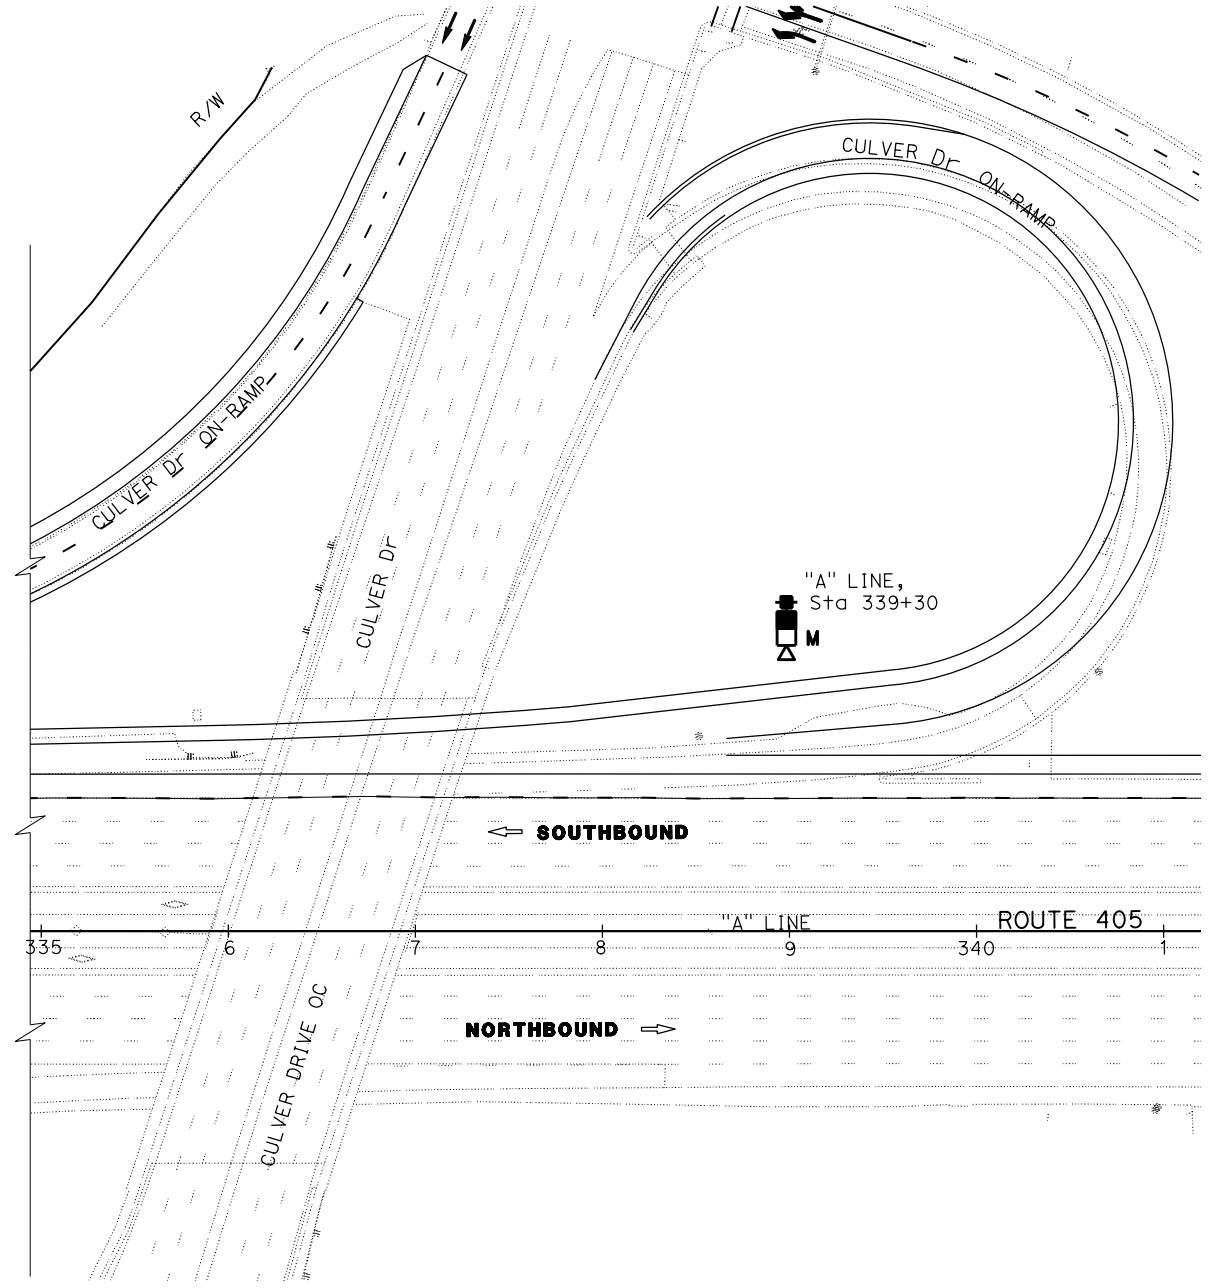 R/W
CULVER Dr ON-RAMP
CULVER Dr ON-RAMP
CULVER Dr
"A" LINE,
Sta 339+30
M
SOUTHBOUND
"A" LINE
ROUTE 405
335 6 7 8 9 340 1
NORTHBOUND
CULVER DRIVE OC